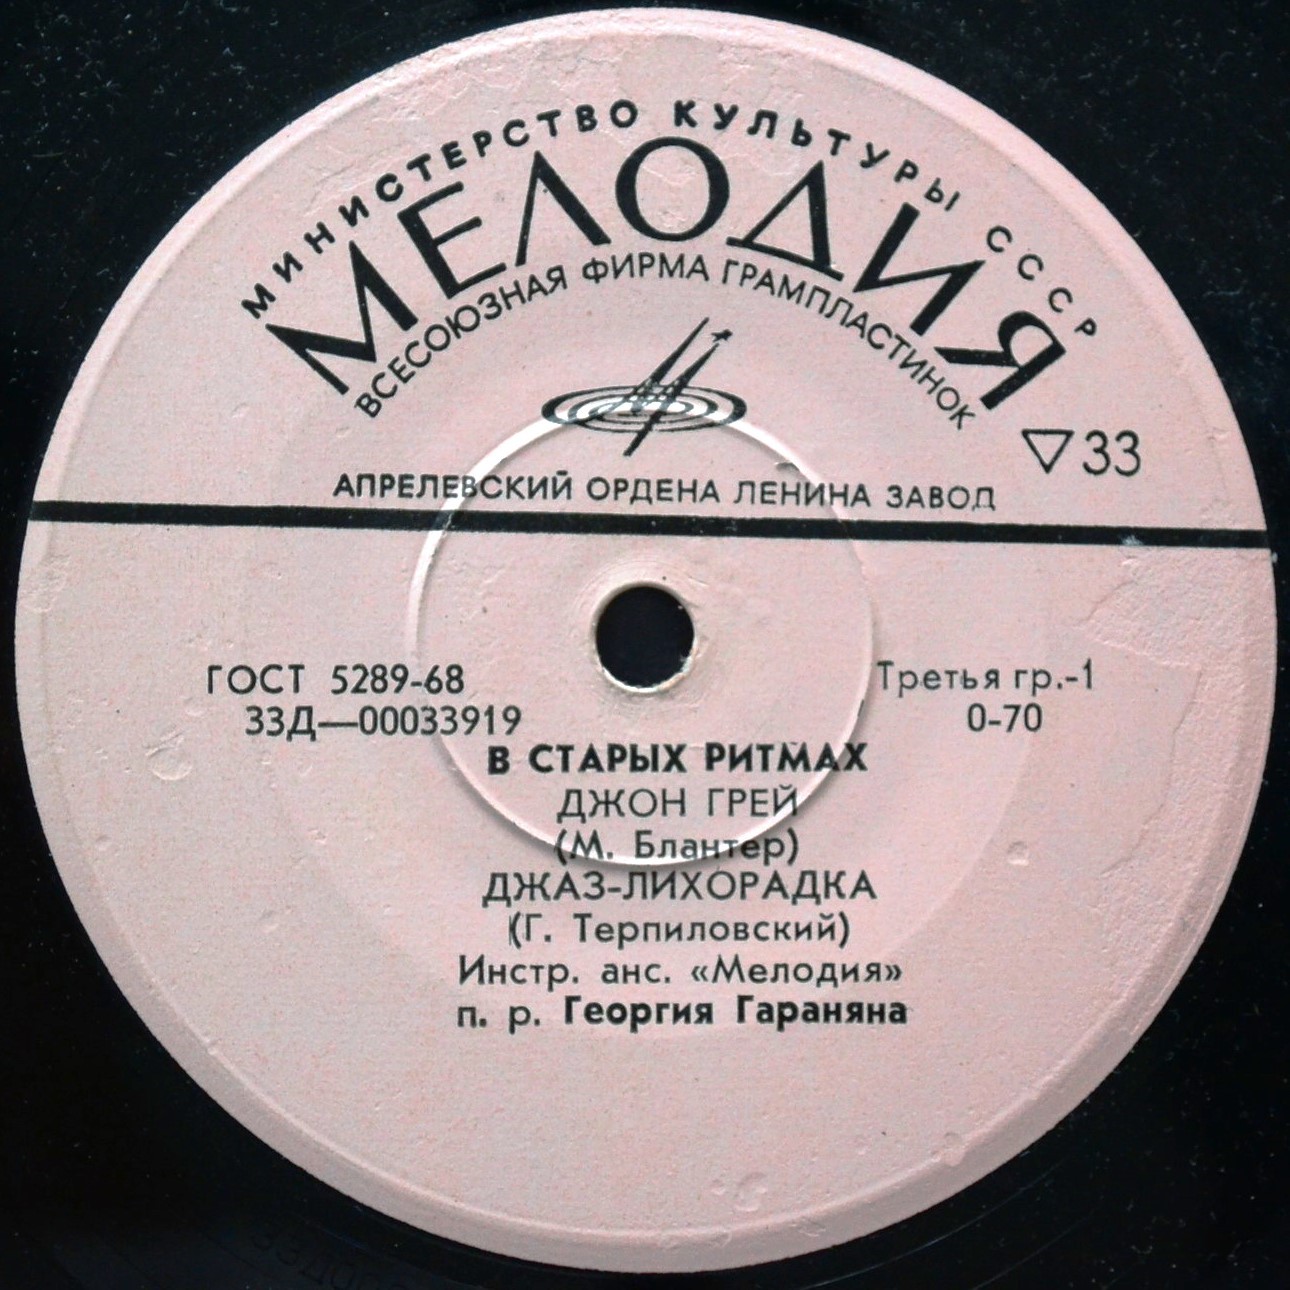 МИНИСТЕРСТВО КУЛЬТУРЫ СССР
МЕЛОДИЯ
ВСЕСОЮЗНАЯ ФИРМА ГРАМПЛАСТИНОК
33
АПРЕЛЕВСКИЙ ОРДЕНА ЛЕНИНА ЗАВОД
ГОСТ 5289-68 Третья гр.-1
33Д—00033919 0-70
В СТАРЫХ РИТМАХ
ДЖОН ГРЕЙ
(М. Блантер)
ДЖАЗ-ЛИХОРАДКА
(Г. Терпиловский)
Инстр. анс. «Мелодия»
п. р. Георгия Гараняна